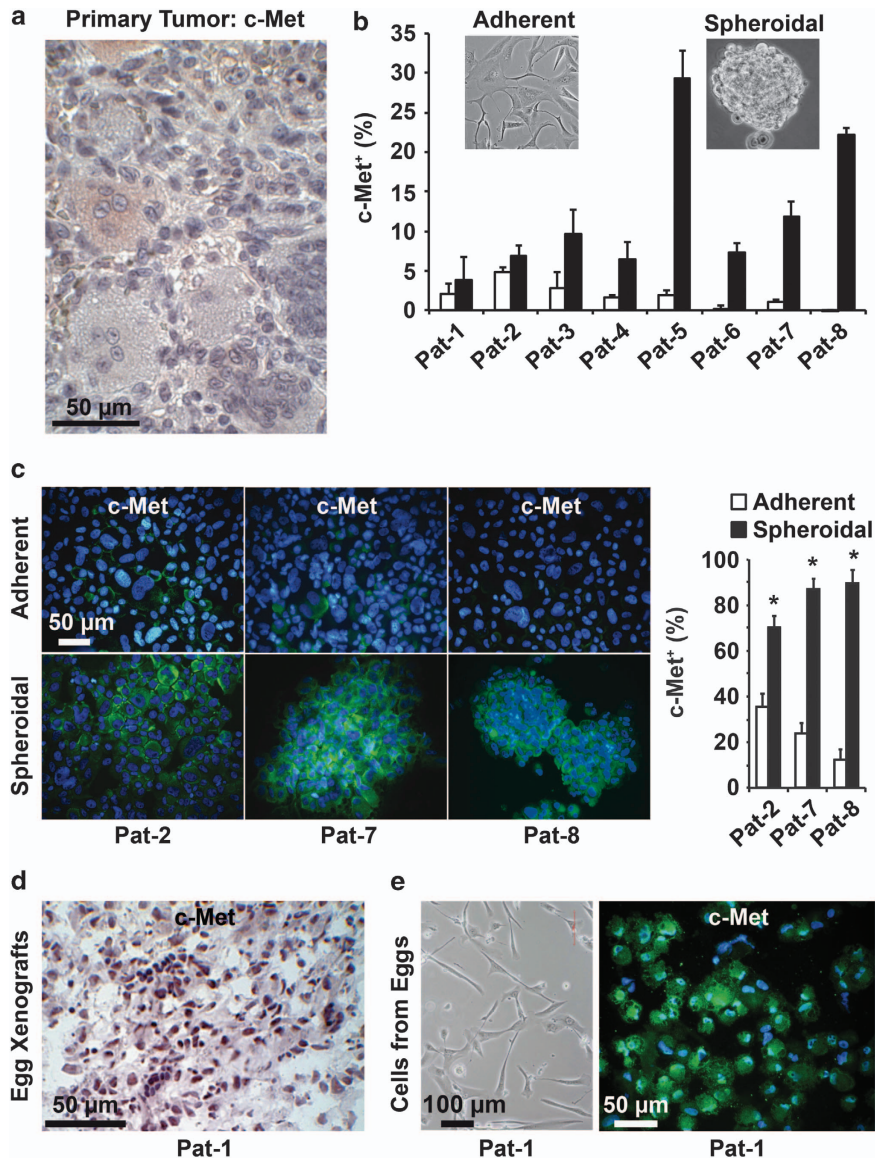 a
Primary Tumor: c-Met
50 µm
b
Adherent
Spheroidal
c-Met⁺ (%)
35
30
25
20
15
10
5
0
Pat-1
Pat-2
Pat-3
Pat-4
Pat-5
Pat-6
Pat-7
Pat-8
c
Adherent
Spheroidal
c-Met
c-Met
c-Met
50 µm
Pat-2
Pat-7
Pat-8
Adherent
Spheroidal
c-Met⁺ (%)
100
80
60
40
20
0
*
*
*
Pat-2
Pat-7
Pat-8
d
Egg Xenografts
c-Met
50 µm
Pat-1
e
Cells from Eggs
100 µm
Pat-1
c-Met
50 µm
Pat-1